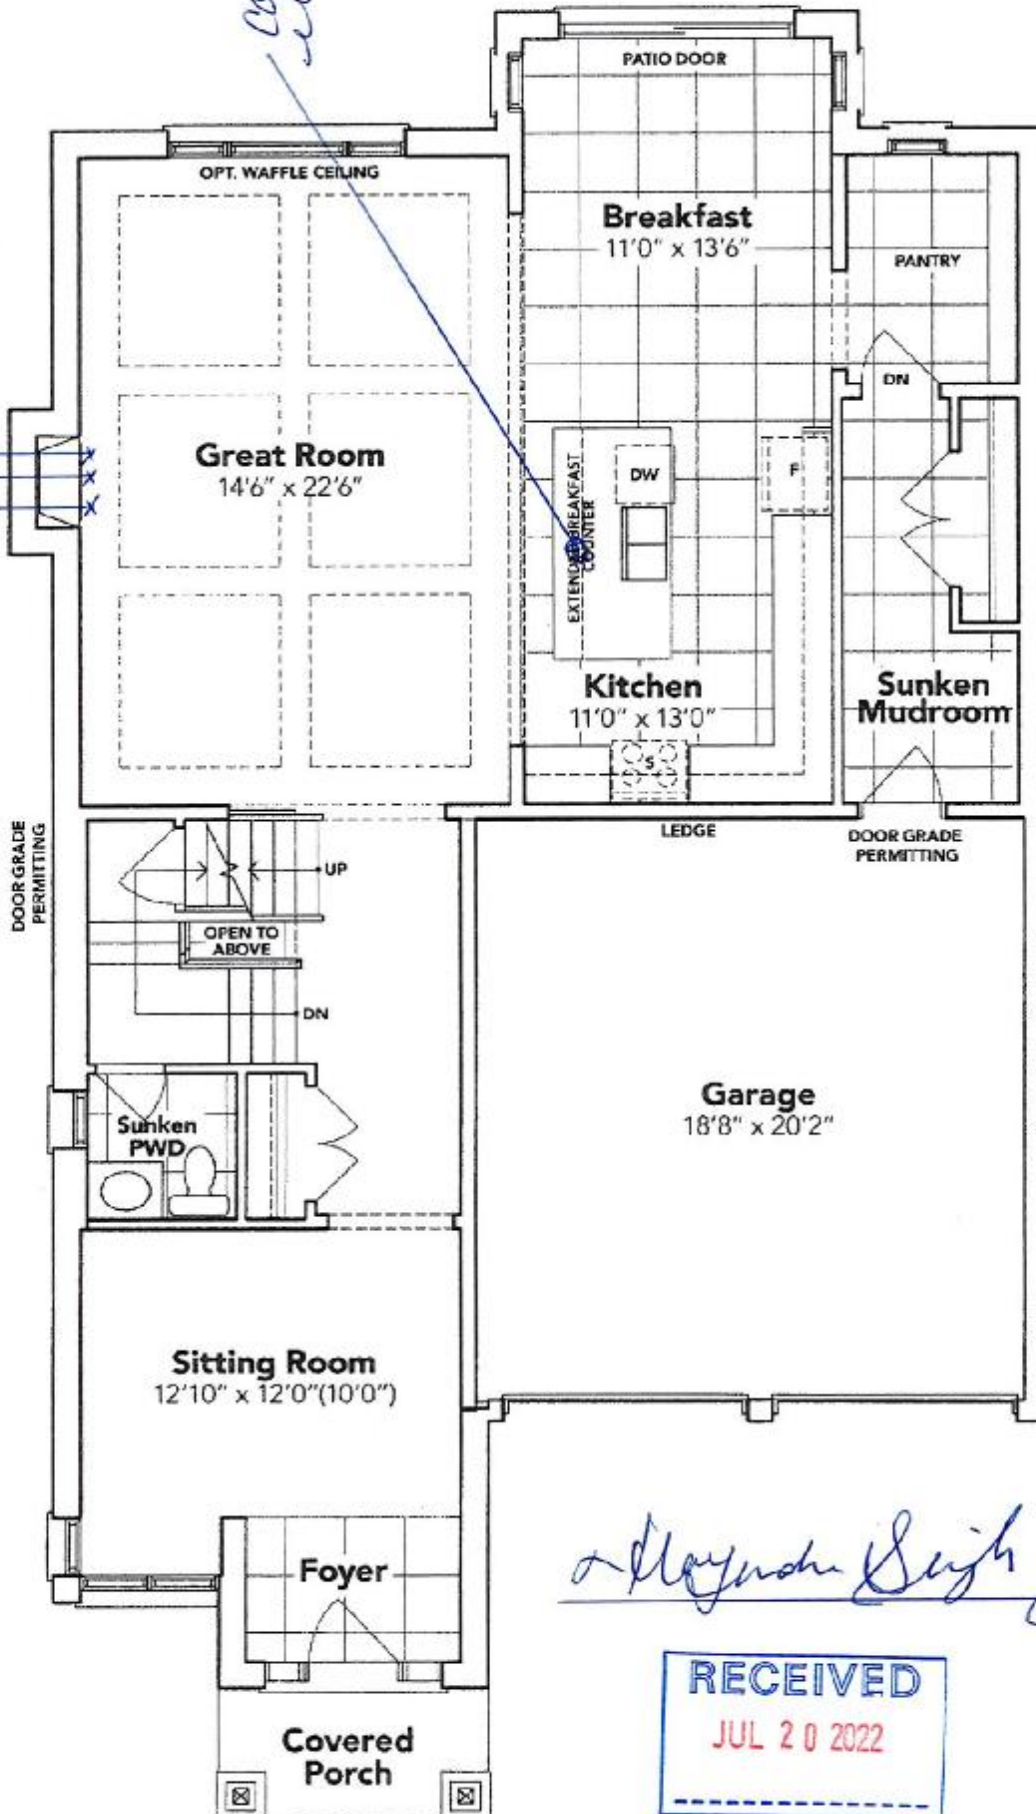 PATIO DOOR
OPT. WAFFLE CEILING
Breakfast
11'0" x 13'6"
PANTRY
DN
Great Room
14'6" x 22'6"
DW
F
EXTENDED BREAKFAST
COUNTER
Kitchen
11'0" x 13'0"
S
Sunken
Mudroom
LEDGE
DOOR GRADE
PERMITTING
DOOR GRADE
PERMITTING
UP
OPEN TO
ABOVE
DN
Sunken
PWD
Garage
18'8" x 20'2"
Sitting Room
12'10" x 12'0"(10'0")
Foyer
Singh
RECEIVED
JUL 20 2022
Covered
Porch